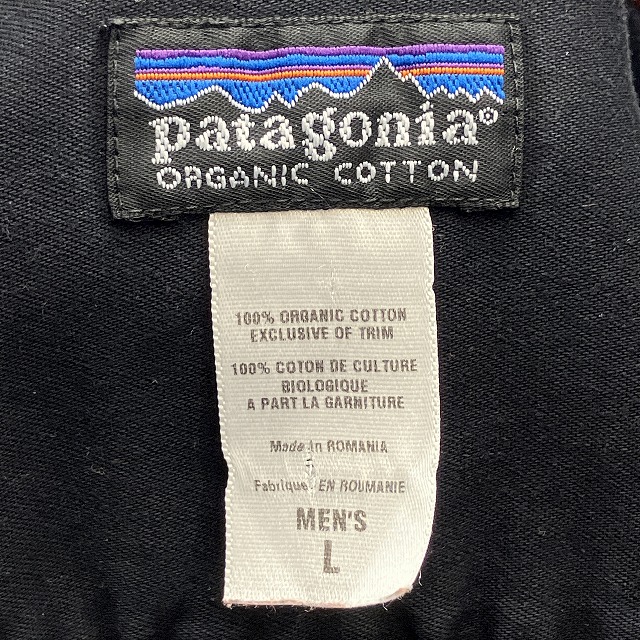 patagonia®
ORGANIC COTTON
100% ORGANIC COTTON
EXCLUSIVE OF TRIM
100% COTON DE CULTURE
BIOLOGIQUE
A PART LA GARNITURE
Made in ROMANIA
Fabrique EN ROUMANIE
MEN'S
L